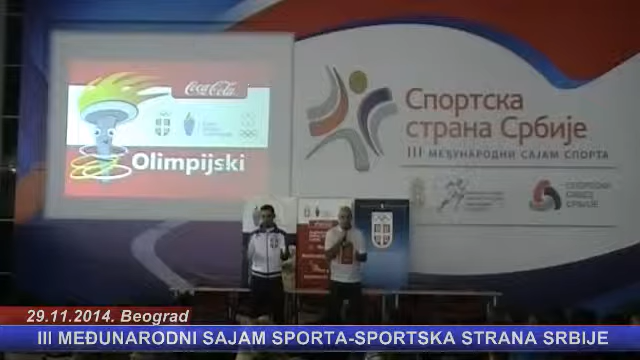 Coca-Cola
Olimpijski
Спортска
страна Србије
III МЕЂУНАРОДНИ САЈАМ СПОРТА
СРБИЈЕ
29.11.2014. Beograd
III MEĐUNARODNI SAJAM SPORTA-SPORTSKA STRANA SRBIJE